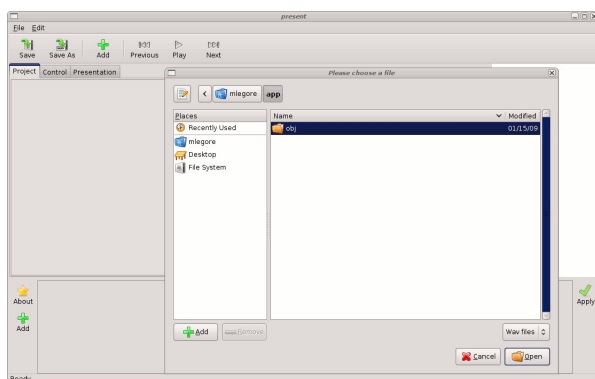 present
File Edit
Save Save As Add Previous Play Next
Project Control Presentation
Please choose a file
mlegore app
Places
Recently Used
mlegore
Desktop
File System
Name Modified
obj 01/15/09
About
Add
Apply
Add Remove
Wav files
Cancel Open
Ready